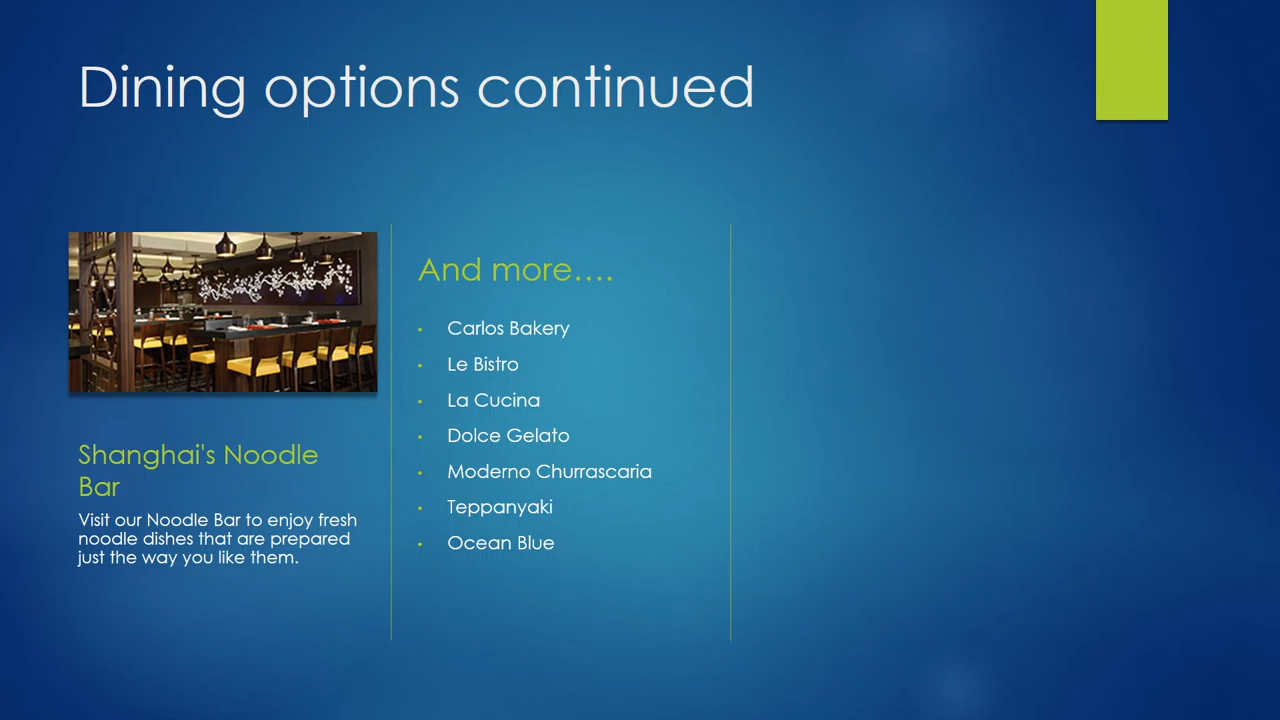 Dining options continued
Shanghai's Noodle
Bar
Visit our Noodle Bar to enjoy fresh
noodle dishes that are prepared
just the way you like them.
And more....
Carlos Bakery
Le Bistro
La Cucina
Dolce Gelato
Moderno Churrascaria
Teppanyaki
Ocean Blue